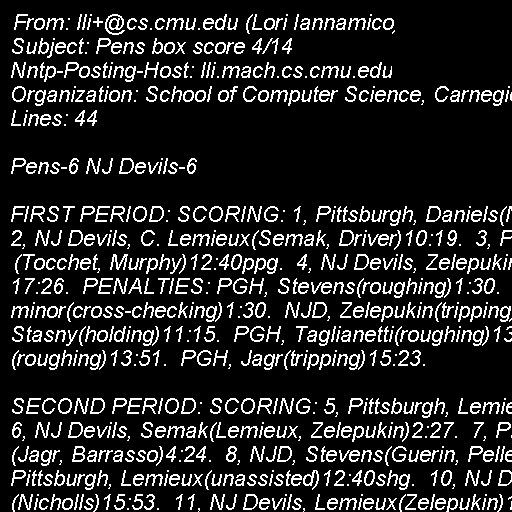 From: lli+@cs.cmu.edu (Lori Iannamico)
Subject: Pens box score 4/14
Nntp-Posting-Host: lli.mach.cs.cmu.edu
Organization: School of Computer Science, Carnegi
Lines: 44

Pens-6 NJ Devils-6

FIRST PERIOD: SCORING: 1, Pittsburgh, Daniels(N
2, NJ Devils, C. Lemieux(Semak, Driver)10:19.  3, P
(Tocchet, Murphy)12:40ppg.  4, NJ Devils, Zelepukin
17:26.  PENALTIES: PGH, Stevens(roughing)1:30.
minor(cross-checking)1:30.  NJD, Zelepukin(tripping)
Stasny(holding)11:15.  PGH, Taglianetti(roughing)13
(roughing)13:51.  PGH, Jagr(tripping)15:23.

SECOND PERIOD: SCORING: 5, Pittsburgh, Lemie
6, NJ Devils, Semak(Lemieux, Zelepukin)2:27.  7, P
(Jagr, Barrasso)4:24.  8, NJD, Stevens(Guerin, Pelle
Pittsburgh, Lemieux(unassisted)12:40shg.  10, NJ D
(Nicholls)15:53.  11, NJ Devils, Lemieux(Zelepukin)1